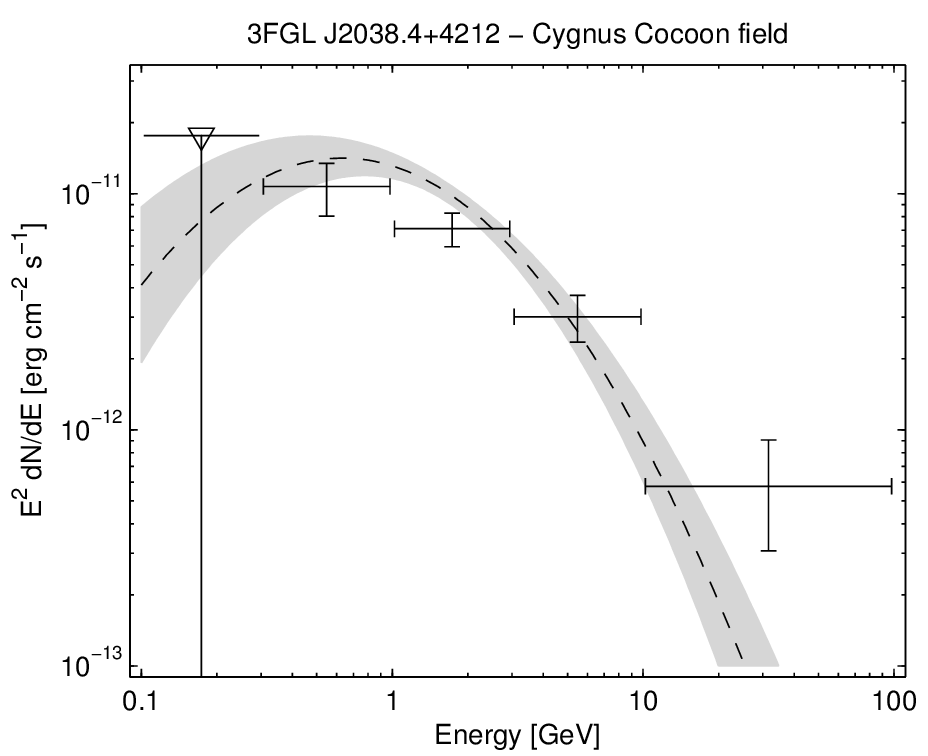 3FGL J2038.4+4212 − Cygnus Cocoon field
E² dN/dE [erg cm⁻² s⁻¹]
10⁻¹¹
10⁻¹²
10⁻¹³
0.1 1 10 100
Energy [GeV]